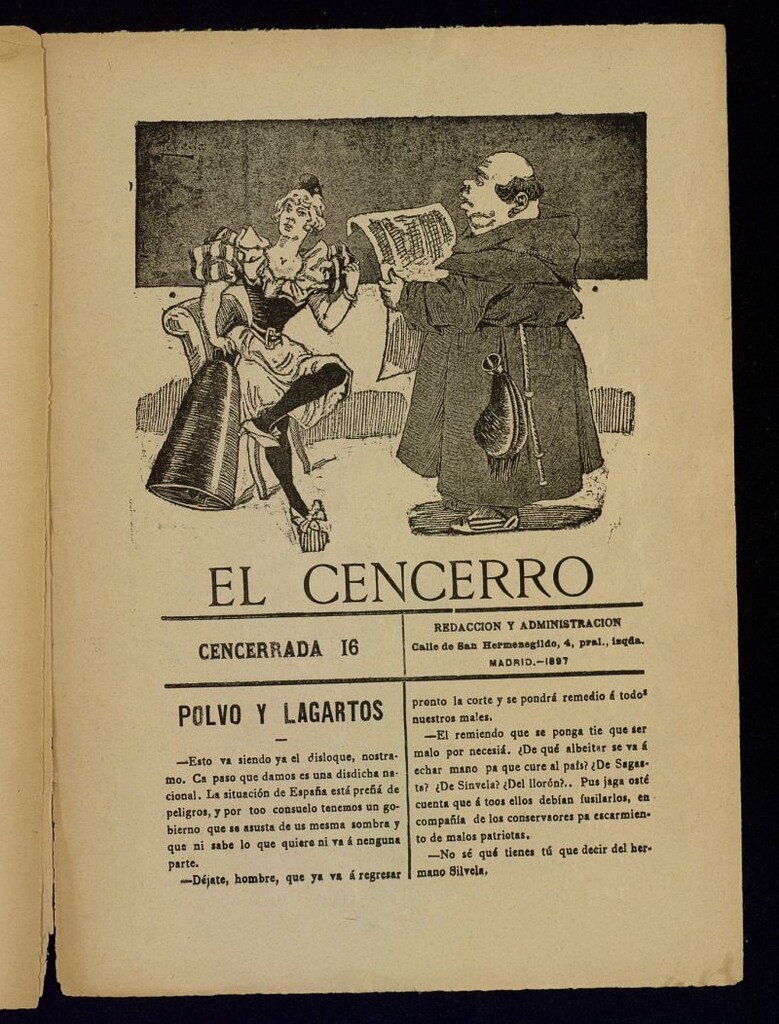 EL CENCERRO
CENCERRADA 16
REDACCION Y ADMINISTRACION
Calle de San Hermenegildo, 4, pral., izqda.
MADRID.—1897
POLVO Y LAGARTOS
—Esto va siendo ya el disloque, nostra-
mo. Ca paso que damos es una disdicha na-
cional. La situación de España está preñá de
peligros, y por too consuelo tenemos un go-
bierno que se asusta de us mesma sombra y
que ni sabe lo que quiere ni va á nenguna
parte.
—Déjate, hombre, que ya va á regresar
pronto la corte y se pondrá remedio á todos
nuestros males.
—El remiendo que se ponga tie que ser
malo por necesiá. ¿De qué albeitar se va á
echar mano pa que cure al país? ¿De Sagas-
ta? ¿De Sinvela? ¿Del llorón?.. Pus jaga osté
cuenta que á toos ellos debían fusilarlos, en
compañía de los conservaores pa escarmien-
to de malos patriotas.
—No sé qué tienes tú que decir del her-
mano Silvela.